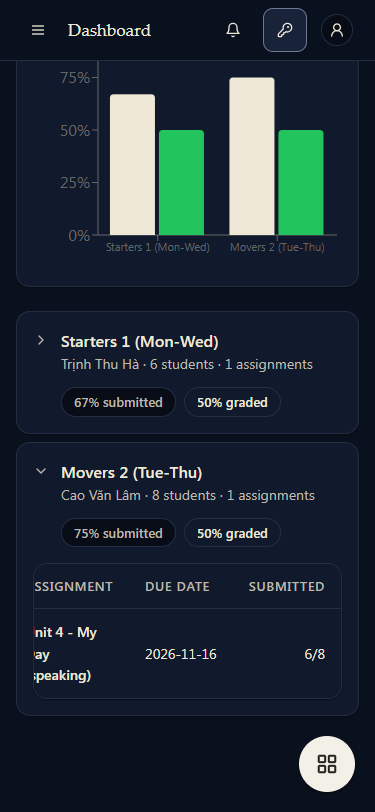 Dashboard
75%
50%
25%
0%
Starters 1 (Mon-Wed) Movers 2 (Tue-Thu)
Starters 1 (Mon-Wed)
Trịnh Thu Hà · 6 students · 1 assignments
67% submitted 50% graded
Movers 2 (Tue-Thu)
Cao Văn Lâm · 8 students · 1 assignments
75% submitted 50% graded
SSIGNMENT DUE DATE SUBMITTED
nit 4 - My
ay 2026-11-16 6/8
speaking)